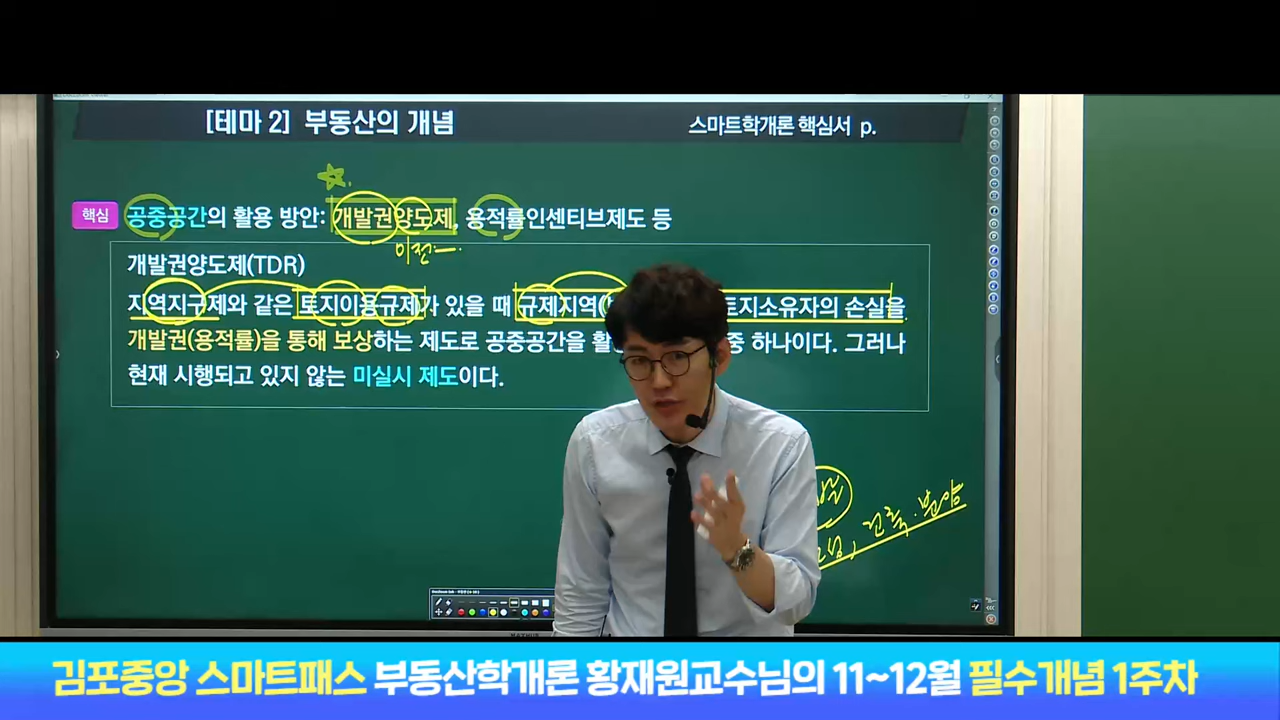 [테마 2] 부동산의 개념
스마트학개론 핵심서 p.
핵심 공중공간의 활용 방안: 개발권양도제, 용적률인센티브제도 등
이전
개발권양도제(TDR)
지역지구제와 같은 토지이용규제가 있을 때 규제지역( 토지소유자의 손실을
개발권(용적률)을 통해 보상하는 제도로 공중공간을 활 중 하나이다. 그러나
현재 시행되고 있지 않는 미실시 제도이다.
건축·분양
김포중앙 스마트패스 부동산학개론 황재원교수님의 11~12월 필수개념 1주차